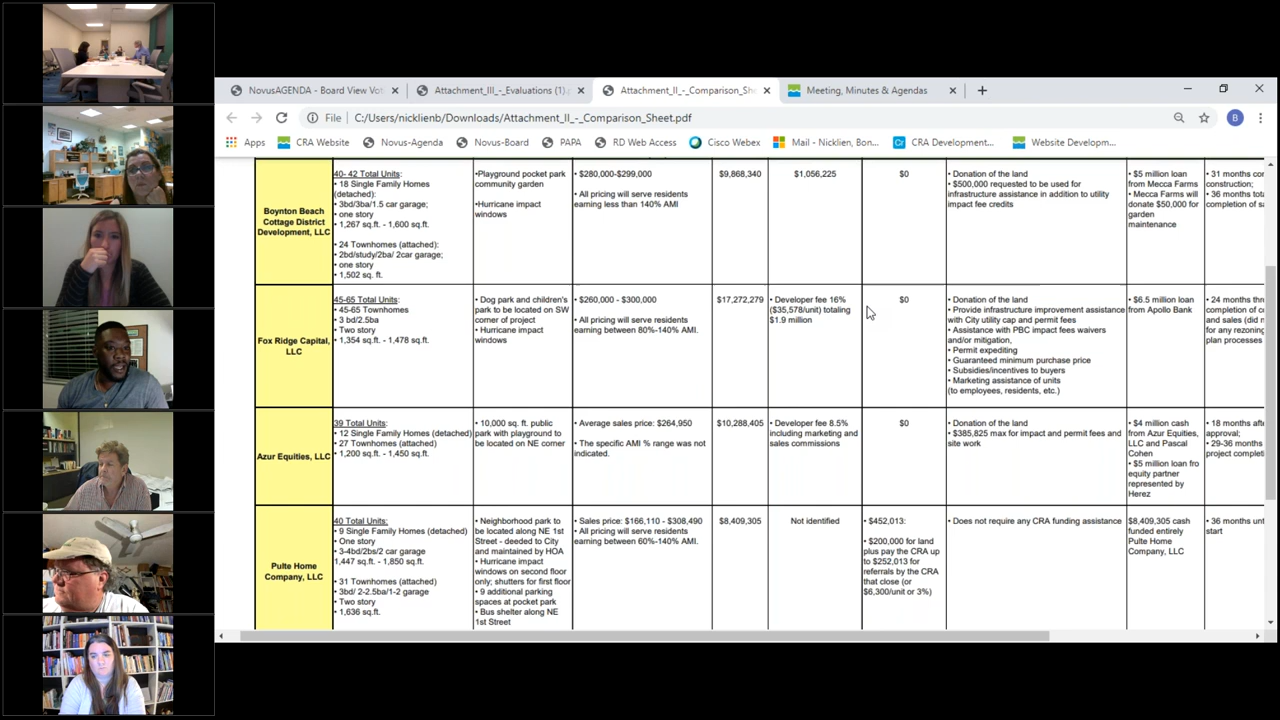 NovusAGENDA - Board View Vot
Attachment_III_-_Evaluations (1).p
Attachment_II_-_Comparison_Sh
Meeting, Minutes & Agendas
File
C:/Users/nicklienb/Downloads/Attachment_II_-_Comparison_Sheet.pdf
B
Apps
CRA Website
Novus-Agenda
Novus-Board
PAPA
RD Web Access
Cisco Webex
Mail - Nicklien, Bon...
CRA Development...
Website Developm...
Boynton Beach
Cottage District
Development, LLC
40- 42 Total Units:
• 18 Single Family Homes
(detached):
• 3bd/3ba/1.5 car garage;
• one story
• 1,267 sq.ft. - 1,600 sq.ft.
• 24 Townhomes (attached):
• 2bd/study/2ba/ 2car garage;
• one story
• 1,502 sq. ft.
•Playground pocket park
community garden
•Hurricane impact
windows
• $280,000-$299,000
• All pricing will serve residents
earning less than 140% AMI
$9,868,340
$1,056,225
$0
• Donation of the land
• $500,000 requested to be used for
infrastructure assistance in addition to utility
impact fee credits
• $5 million loan
from Mecca Farms
• Mecca Farms will
donate $50,000 for
garden
maintenance
• 31 months co
construction;
• 36 months tot
completion of sa
Fox Ridge Capital,
LLC
45-65 Total Units:
• 45-65 Townhomes
• 3 bd/2.5ba
• Two story
• 1,354 sq.ft. - 1,478 sq.ft.
• Dog park and children's
park to be located on SW
corner of project
• Hurricane impact
windows
• $260,000 - $300,000
• All pricing will serve residents
earning between 80%-140% AMI.
$17,272,279
• Developer fee 16%
($35,578/unit) totaling
$1.9 million
$0
• Donation of the land
• Provide infrastructure improvement assistance
with City utility cap and permit fees
• Assistance with PBC impact fees waivers
and/or mitigation,
• Permit expediting
• Guaranteed minimum purchase price
• Subsidies/incentives to buyers
• Marketing assistance of units
(to employees, residents, etc.)
• $6.5 million loan
from Apollo Bank
• 24 months thr
completion of c
and sales (did n
for any rezoning
plan processes
Azur Equities, LLC
39 Total Units:
• 12 Single Family Homes (detached)
• 27 Townhomes (attached)
• 1,200 sq.ft. - 1,450 sq.ft.
• 10,000 sq. ft. public
park with playground to
be located on NE corner
• Average sales price: $264,950
• The specific AMI % range was not
indicated.
$10,288,405
• Developer fee 8.5%
including marketing and
sales commissions
$0
• Donation of the land
• $385,825 max for impact and permit fees and
site work
• $4 million cash
from Azur Equities,
LLC and Pascal
Cohen
• $5 million loan fro
equity partner
represented by
Herez
• 18 months afte
approval;
• 29-36 months
project completi
Pulte Home
Company, LLC
40 Total Units:
• 9 Single Family Homes (detached)
• One story
• 3-4bd/2bs/2 car garage
1,447 sq.ft. - 1,850 sq.ft.
• 31 Townhomes (attached)
• 3bd/ 2-2.5ba/1-2 garage
• Two story
• 1,636 sq.ft.
• Neighborhood park to
be located along NE 1st
Street - deeded to City
and maintained by HOA
• Hurricane impact
windows on second floor
only; shutters for first floor
• 9 additional parking
spaces at pocket park
• Bus shelter along NE
1st Street
• Sales price: $166,110 - $308,490
• All pricing will serve residents
earning between 60%-140% AMI.
$8,409,305
Not identified
• $452,013:
• $200,000 for land
plus pay the CRA up
to $252,013 for
referrals by the CRA
that close (or
$6,300/unit or 3%)
• Does not require any CRA funding assistance
$8,409,305 cash
funded entirely
Pulte Home
Company, LLC
• 36 months unt
start